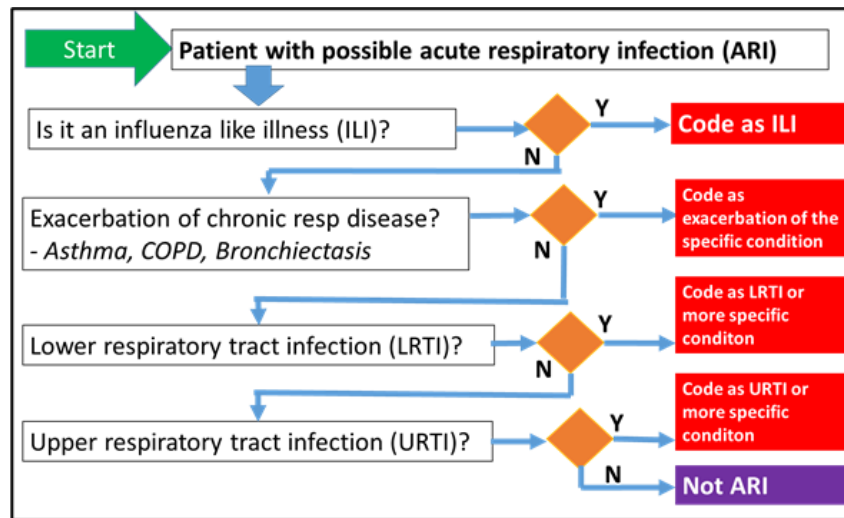 Start
Patient with possible acute respiratory infection (ARI)
Is it an influenza like illness (ILI)?
Y
Code as ILI
N
Exacerbation of chronic resp disease?
- Asthma, COPD, Bronchiectasis
Y
Code as
exacerbation of the
specific condition
N
Lower respiratory tract infection (LRTI)?
Y
Code as LRTI or
more specific
conditon
N
Upper respiratory tract infection (URTI)?
Y
Code as URTI or
more specific
conditon
N
Not ARI